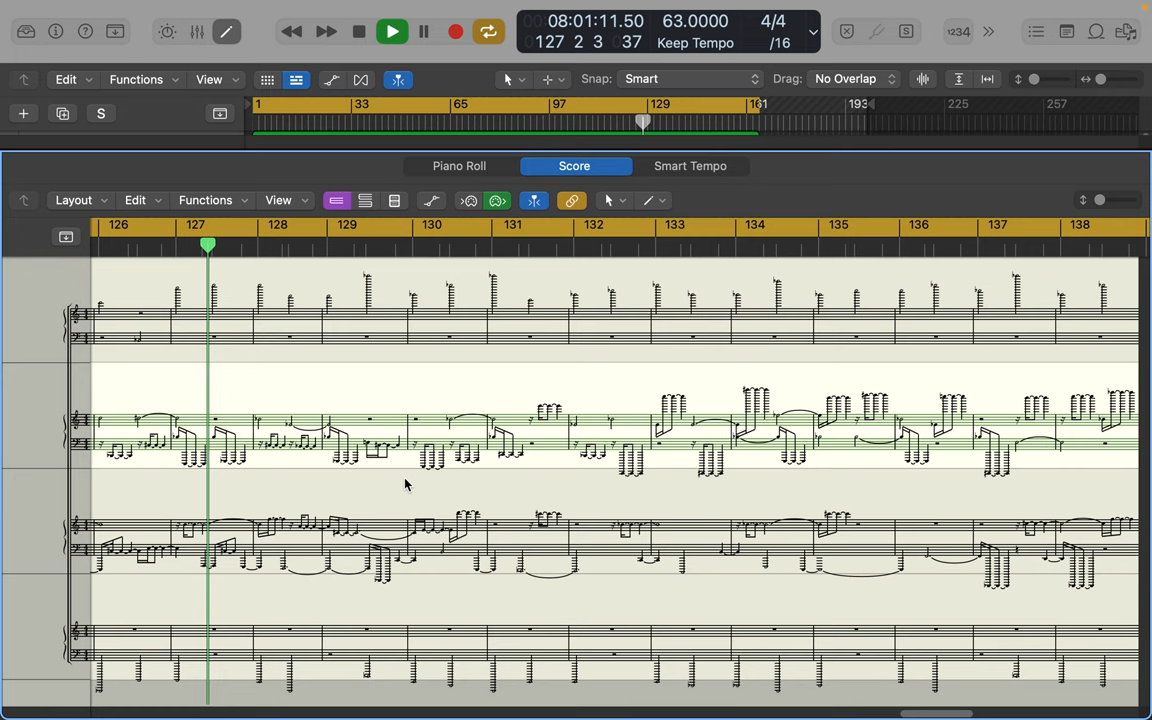 08:01:11.50 63.0000 4/4
127 2 3 037 Keep Tempo /16
1234
Edit Functions View Snap: Smart Drag: No Overlap
S
1 33 65 97 129 161 193 225 257
Piano Roll Score Smart Tempo
Layout Edit Functions View
126 127 128 129 130 131 132 133 134 135 136 137 138